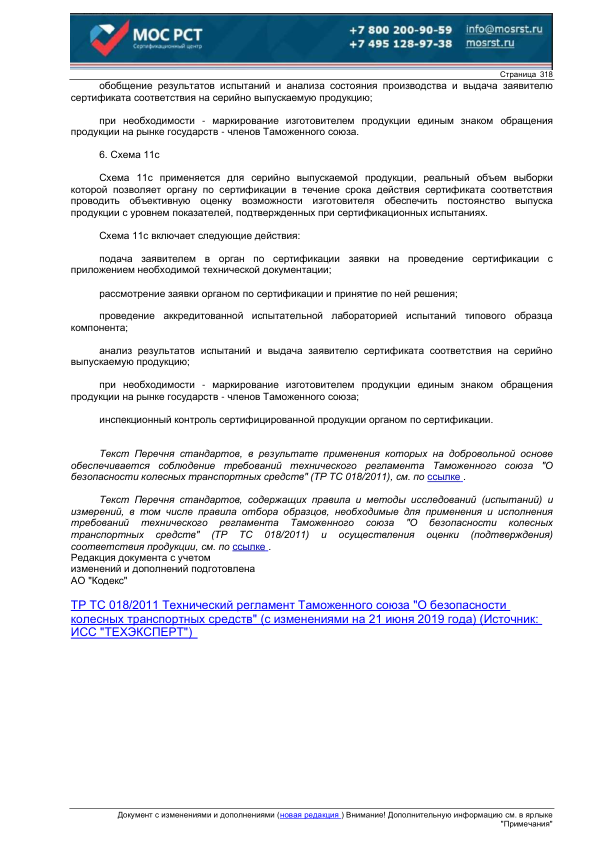 МОС РСТ
Сертификационный центр
+7 800 200-90-59
+7 495 128-97-38
info@mosrst.ru
mosrst.ru
Страница 318
обобщение результатов испытаний и анализа состояния производства и выдача заявителю
сертификата соответствия на серийно выпускаемую продукцию;
при необходимости - маркирование изготовителем продукции единым знаком обращения
продукции на рынке государств - членов Таможенного союза.
6. Схема 11с
Схема 11с применяется для серийно выпускаемой продукции, реальный объем выборки
которой позволяет органу по сертификации в течение срока действия сертификата соответствия
проводить объективную оценку возможности изготовителя обеспечить постоянство выпуска
продукции с уровнем показателей, подтвержденных при сертификационных испытаниях.
Схема 11с включает следующие действия:
подача заявителем в орган по сертификации заявки на проведение сертификации с
приложением необходимой технической документации;
рассмотрение заявки органом по сертификации и принятие по ней решения;
проведение аккредитованной испытательной лабораторией испытаний типового образца
компонента;
анализ результатов испытаний и выдача заявителю сертификата соответствия на серийно
выпускаемую продукцию;
при необходимости - маркирование изготовителем продукции единым знаком обращения
продукции на рынке государств - членов Таможенного союза;
инспекционный контроль сертифицированной продукции органом по сертификации.
Текст Перечня стандартов, в результате применения которых на добровольной основе
обеспечивается соблюдение требований технического регламента Таможенного союза "О
безопасности колесных транспортных средств" (ТР ТС 018/2011), см. по ссылке .
Текст Перечня стандартов, содержащих правила и методы исследований (испытаний) и
измерений, в том числе правила отбора образцов, необходимые для применения и исполнения
требований технического регламента Таможенного союза "О безопасности колесных
транспортных средств" (ТР ТС 018/2011) и осуществления оценки (подтверждения)
соответствия продукции, см. по ссылке .
Редакция документа с учетом
изменений и дополнений подготовлена
АО "Кодекс"
ТР ТС 018/2011 Технический регламент Таможенного союза "О безопасности
колесных транспортных средств" (с изменениями на 21 июня 2019 года) (Источник:
ИСС "ТЕХЭКСПЕРТ")
Документ с изменениями и дополнениями (новая редакция ) Внимание! Дополнительную информацию см. в ярлыке
"Примечания"